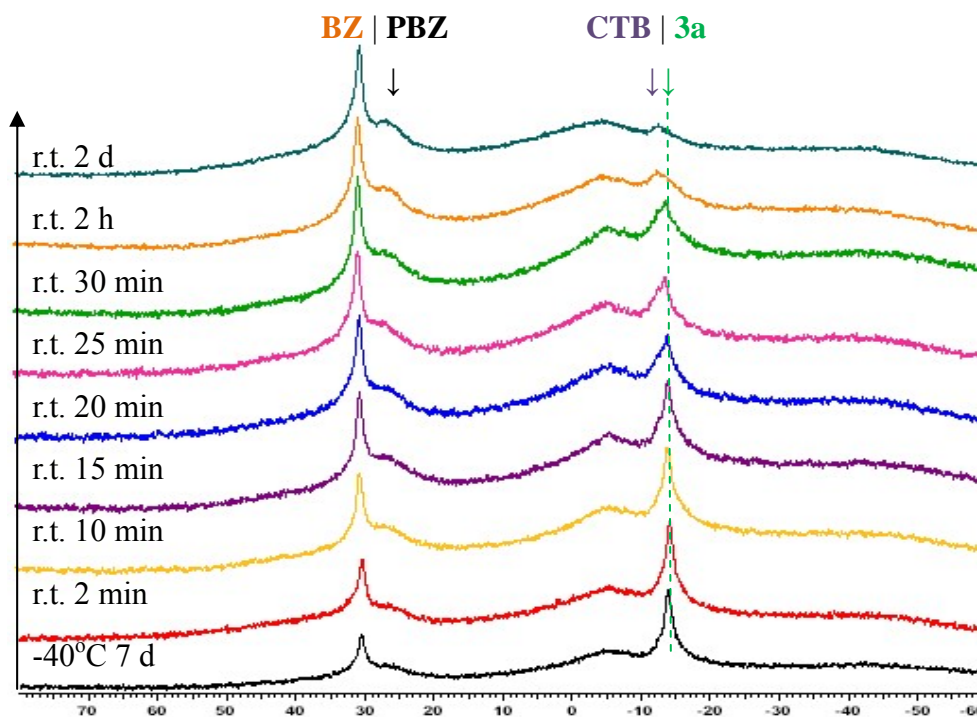 BZ | PBZ CTB | 3a
↓ ↓↓
r.t. 2 d
r.t. 2 h
r.t. 30 min
r.t. 25 min
r.t. 20 min
r.t. 15 min
r.t. 10 min
r.t. 2 min
-40°C 7 d
70 60 50 40 30 20 10 0 -10 -20 -30 -40 -50 -60